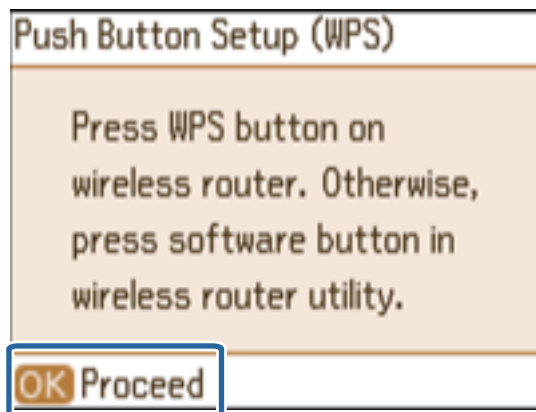 Push Button Setup (WPS)
Press WPS button on
wireless router. Otherwise,
press software button in
wireless router utility.
OK Proceed